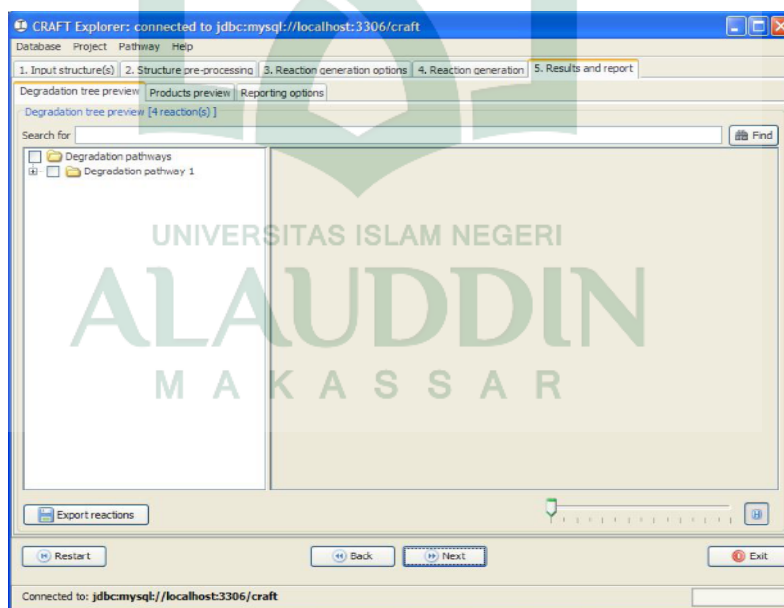 CRAFT Explorer: connected to jdbc:mysql://localhost:3306/craft
Database Project Pathway Help
1. Input structure(s) 2. Structure pre-processing 3. Reaction generation options 4. Reaction generation 5. Results and report
Degradation tree preview Products preview Reporting options
Degradation tree preview [4 reaction(s) ]
Search for Find
Degradation pathways
Degradation pathway 1
UNIVERSITAS ISLAM NEGERI
ALAUDDIN
MAKASSAR
Export reactions
Restart Back Next Exit
Connected to: jdbc:mysql://localhost:3306/craft